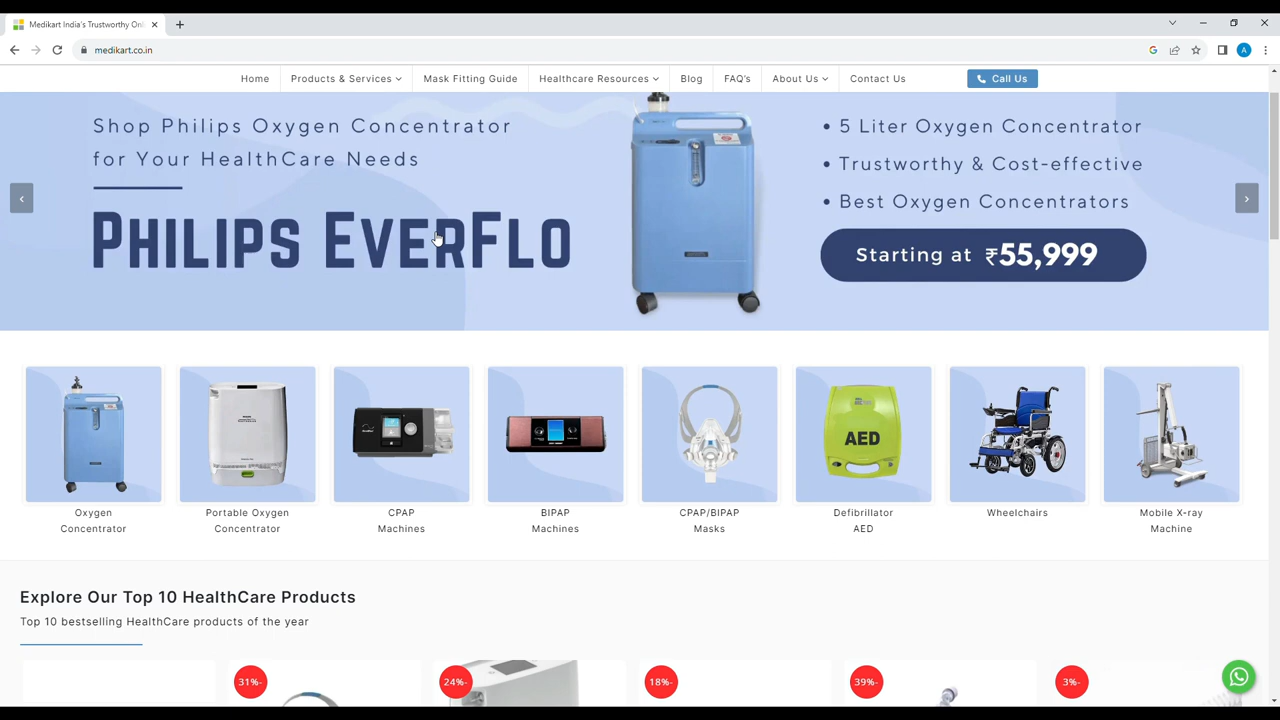 Medikart India's Trustworthy Onl
medikart.co.in
A
Home
Products & Services
Mask Fitting Guide
Healthcare Resources
Blog
FAQ's
About Us
Contact Us
Call Us
Shop Philips Oxygen Concentrator
for Your HealthCare Needs
PHILIPS EVERFLO
• 5 Liter Oxygen Concentrator
• Trustworthy & Cost-effective
• Best Oxygen Concentrators
Starting at ₹55,999
AED
Oxygen
Concentrator
Portable Oxygen
Concentrator
CPAP
Machines
BIPAP
Machines
CPAP/BIPAP
Masks
Defibrillator
AED
Wheelchairs
Mobile X-ray
Machine
Explore Our Top 10 HealthCare Products
Top 10 bestselling HealthCare products of the year
31%-
24%-
18%-
39%-
3%-